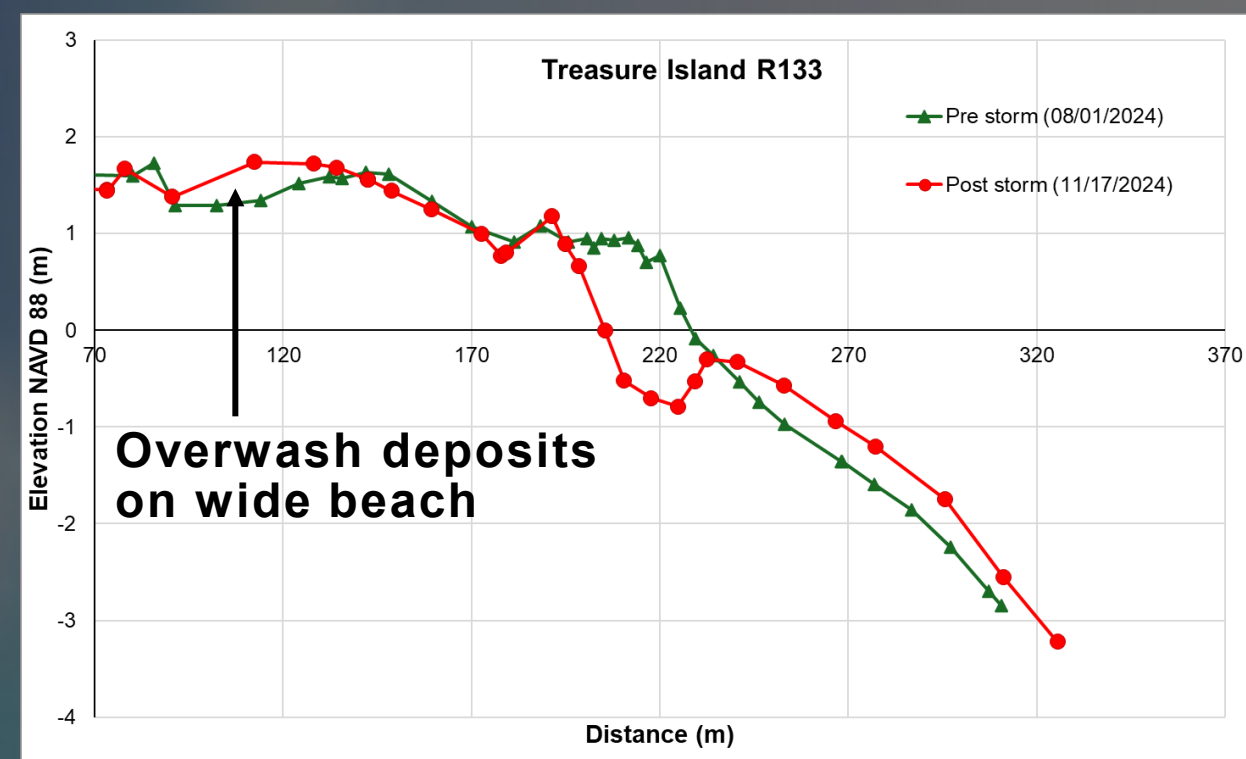 Treasure Island R133
Pre storm (08/01/2024)
Post storm (11/17/2024)
3
2
1
0
-1
-2
-3
-4
70
120
170
220
270
320
370
Elevation NAVD 88 (m)
Overwash deposits
on wide beach
Distance (m)